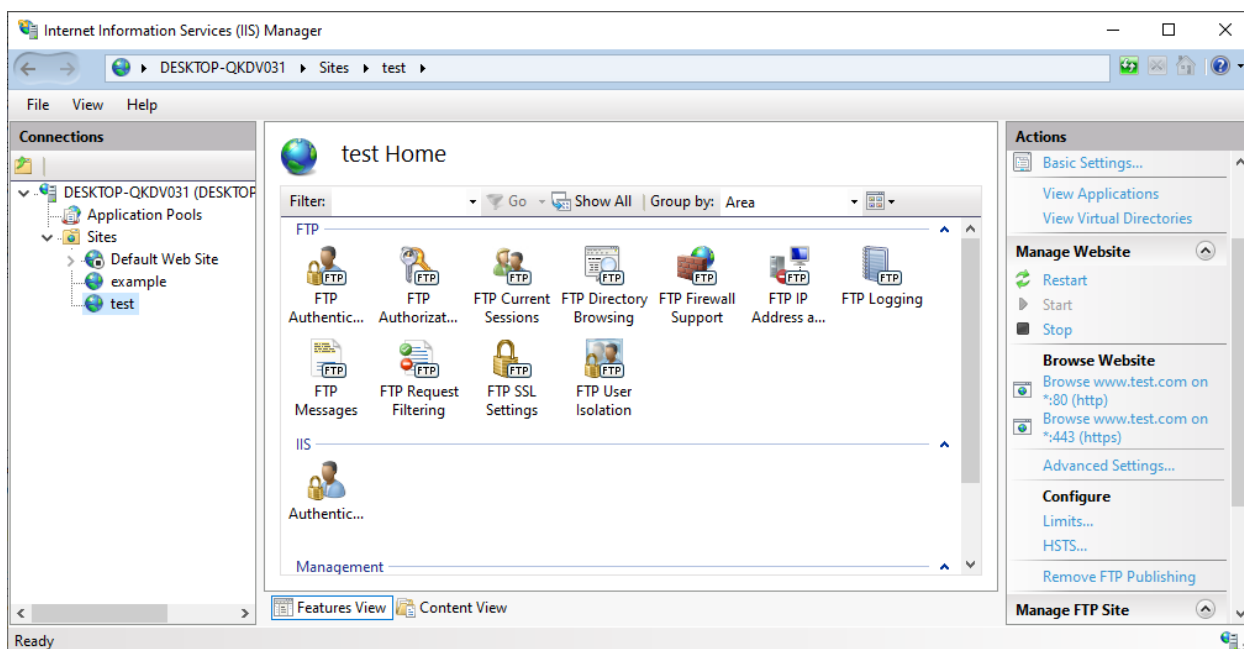 Internet Information Services (IIS) Manager
DESKTOP-QKDV031 Sites test
File View Help
Connections
DESKTOP-QKDV031 (DESKTOP
Application Pools
Sites
Default Web Site
example
test
test Home
Filter: Go Show All Group by: Area
FTP
FTP Authentic...
FTP Authorizat...
FTP Current Sessions
FTP Directory Browsing
FTP Firewall Support
FTP IP Address a...
FTP Logging
FTP Messages
FTP Request Filtering
FTP SSL Settings
FTP User Isolation
IIS
Authentic...
Management
Features View Content View
Actions
Basic Settings...
View Applications
View Virtual Directories
Manage Website
Restart
Start
Stop
Browse Website
Browse www.test.com on
*:80 (http)
Browse www.test.com on
*:443 (https)
Advanced Settings...
Configure
Limits...
HSTS...
Remove FTP Publishing
Manage FTP Site
Ready